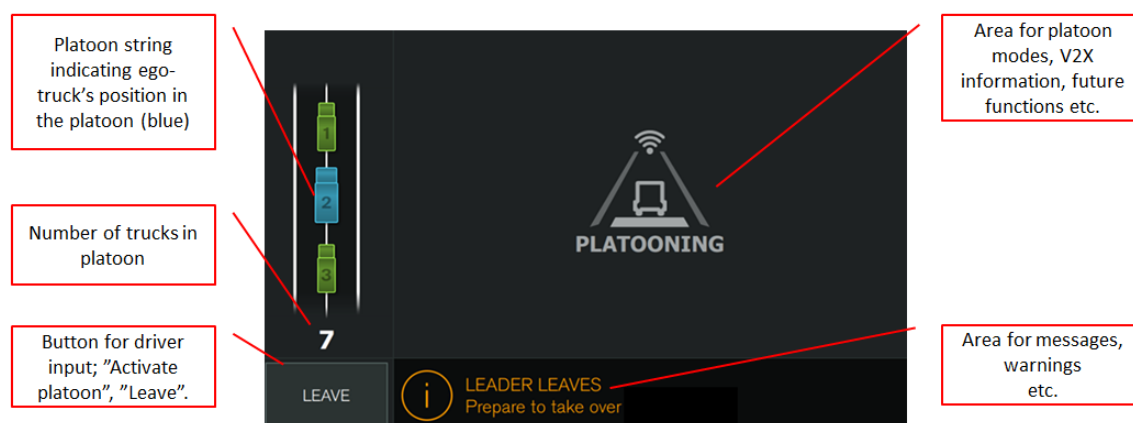 Platoon string
indicating ego-
truck's position in
the platoon (blue)
Number of trucks in
platoon
Button for driver
input; ”Activate
platoon”, ”Leave”.
1
2
3
7
LEAVE
PLATOONING
i
LEADER LEAVES
Prepare to take over
Area for platoon
modes, V2X
information, future
functions etc.
Area for messages,
warnings
etc.